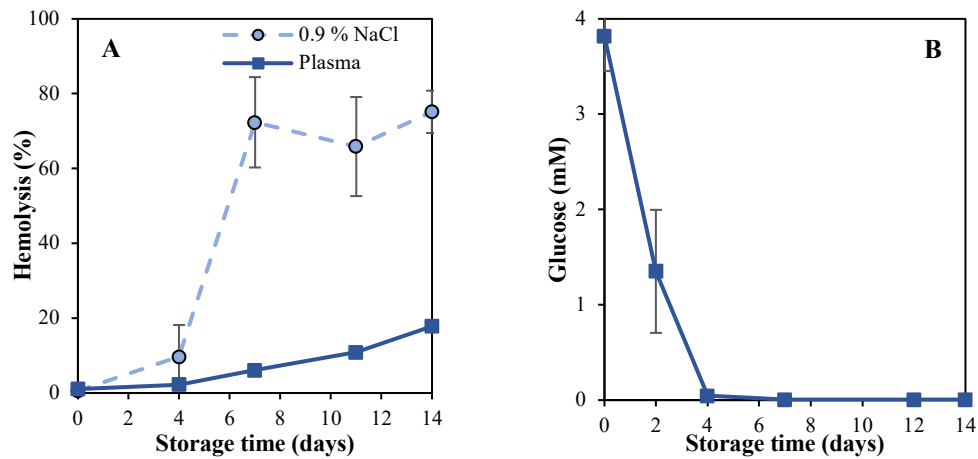 A
0.9 % NaCl
Plasma
Hemolysis (%)
100
80
60
40
20
0
0 2 4 6 8 10 12 14
Storage time (days)
B
Glucose (mM)
4
3
2
1
0
0 2 4 6 8 10 12 14
Storage time (days)